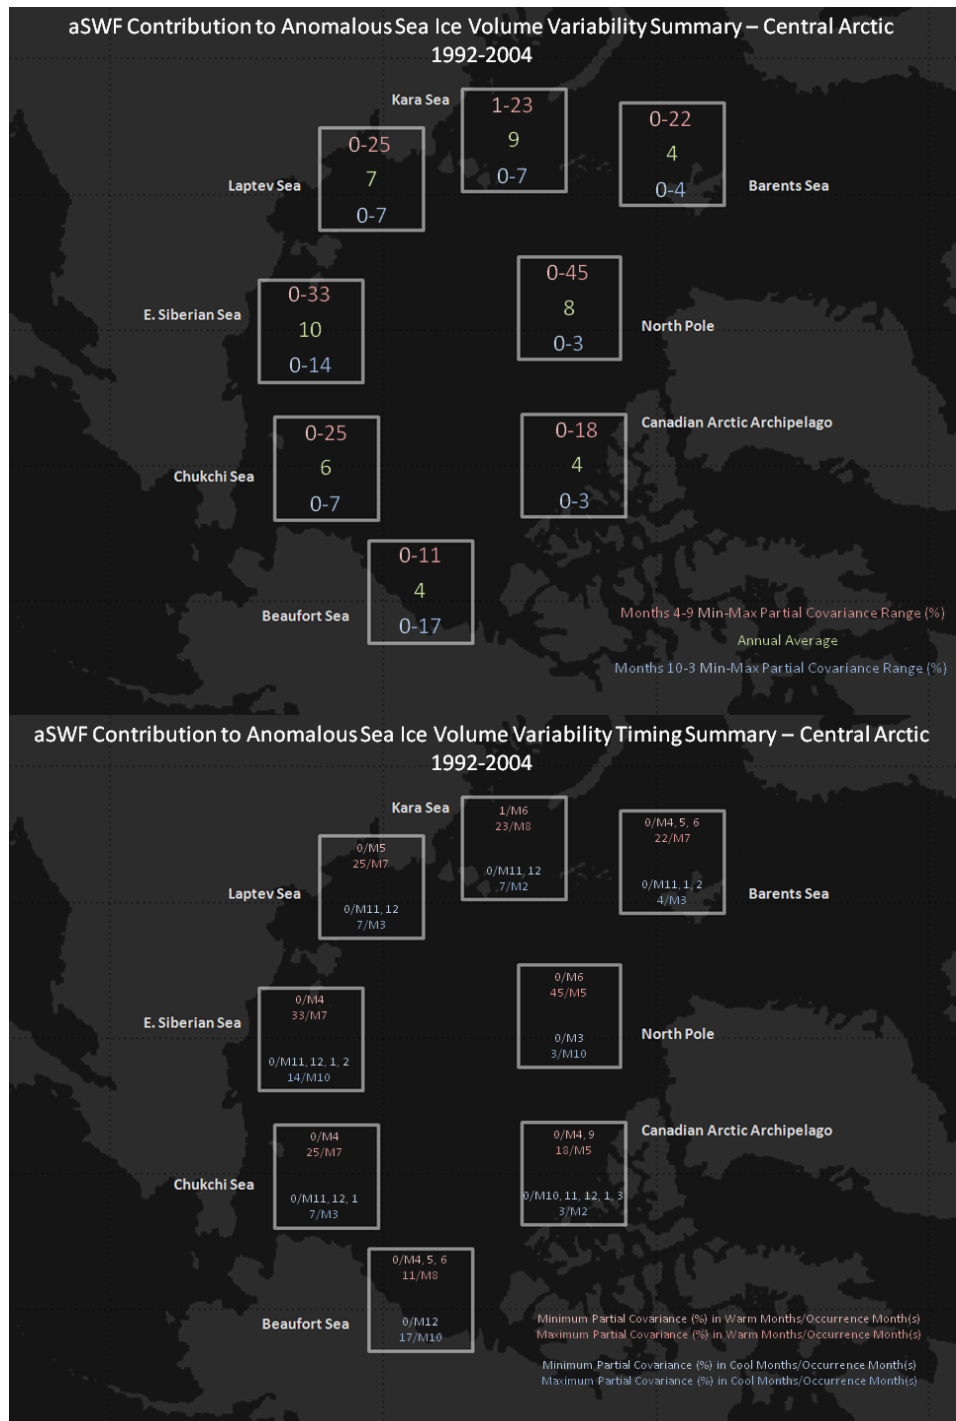 aSWF Contribution to Anomalous Sea Ice Volume Variability Summary – Central Arctic
1992-2004
Kara Sea
1-23
9
0-7
0-22
4
0-4
Barents Sea
0-25
7
0-7
Laptev Sea
0-33
10
0-14
E. Siberian Sea
0-45
8
0-3
North Pole
0-25
6
0-7
Chukchi Sea
0-18
4
0-3
Canadian Arctic Archipelago
0-11
4
0-17
Beaufort Sea
Months 4-9 Min-Max Partial Covariance Range (%)
Annual Average
Months 10-3 Min-Max Partial Covariance Range (%)
aSWF Contribution to Anomalous Sea Ice Volume Variability Timing Summary – Central Arctic
1992-2004
Kara Sea
1/M6
23/M8
0/M11, 12
7/M2
0/M4, 5, 6
22/M7
0/M11, 1, 2
4/M3
Barents Sea
0/M5
25/M7
0/M11, 12
7/M3
Laptev Sea
0/M4
33/M7
0/M11, 12, 1, 2
14/M10
E. Siberian Sea
0/M6
45/M5
0/M3
3/M10
North Pole
0/M4
25/M7
0/M11, 12, 1
7/M3
Chukchi Sea
0/M4, 9
18/M5
0/M10, 11, 12, 1, 3
3/M2
Canadian Arctic Archipelago
0/M4, 5, 6
11/M8
0/M12
17/M10
Beaufort Sea
Minimum Partial Covariance (%) in Warm Months/Occurrence Month(s)
Maximum Partial Covariance (%) in Warm Months/Occurrence Month(s)
Minimum Partial Covariance (%) in Cool Months/Occurrence Month(s)
Maximum Partial Covariance (%) in Cool Months/Occurrence Month(s)